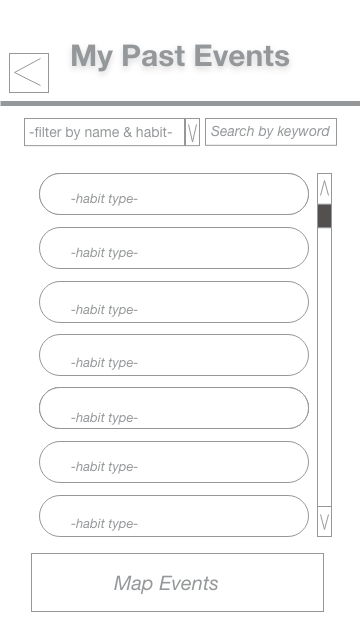 My Past Events
-filter by name & habit-
Search by keyword
-habit type-
-habit type-
-habit type-
-habit type-
-habit type-
-habit type-
-habit type-
Map Events